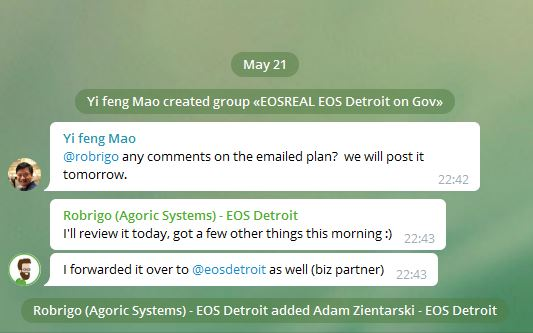 May 21
Yi feng Mao created group «EOSREAL EOS Detroit on Gov»
Yi feng Mao
@robrigo any comments on the emailed plan?  we will post it
tomorrow.
22:42
Robrigo (Agoric Systems) - EOS Detroit
I'll review it today, got a few other things this morning :)
22:43
I forwarded it over to @eosdetroit as well (biz partner)
22:43
Robrigo (Agoric Systems) - EOS Detroit added Adam Zientarski - EOS Detroit